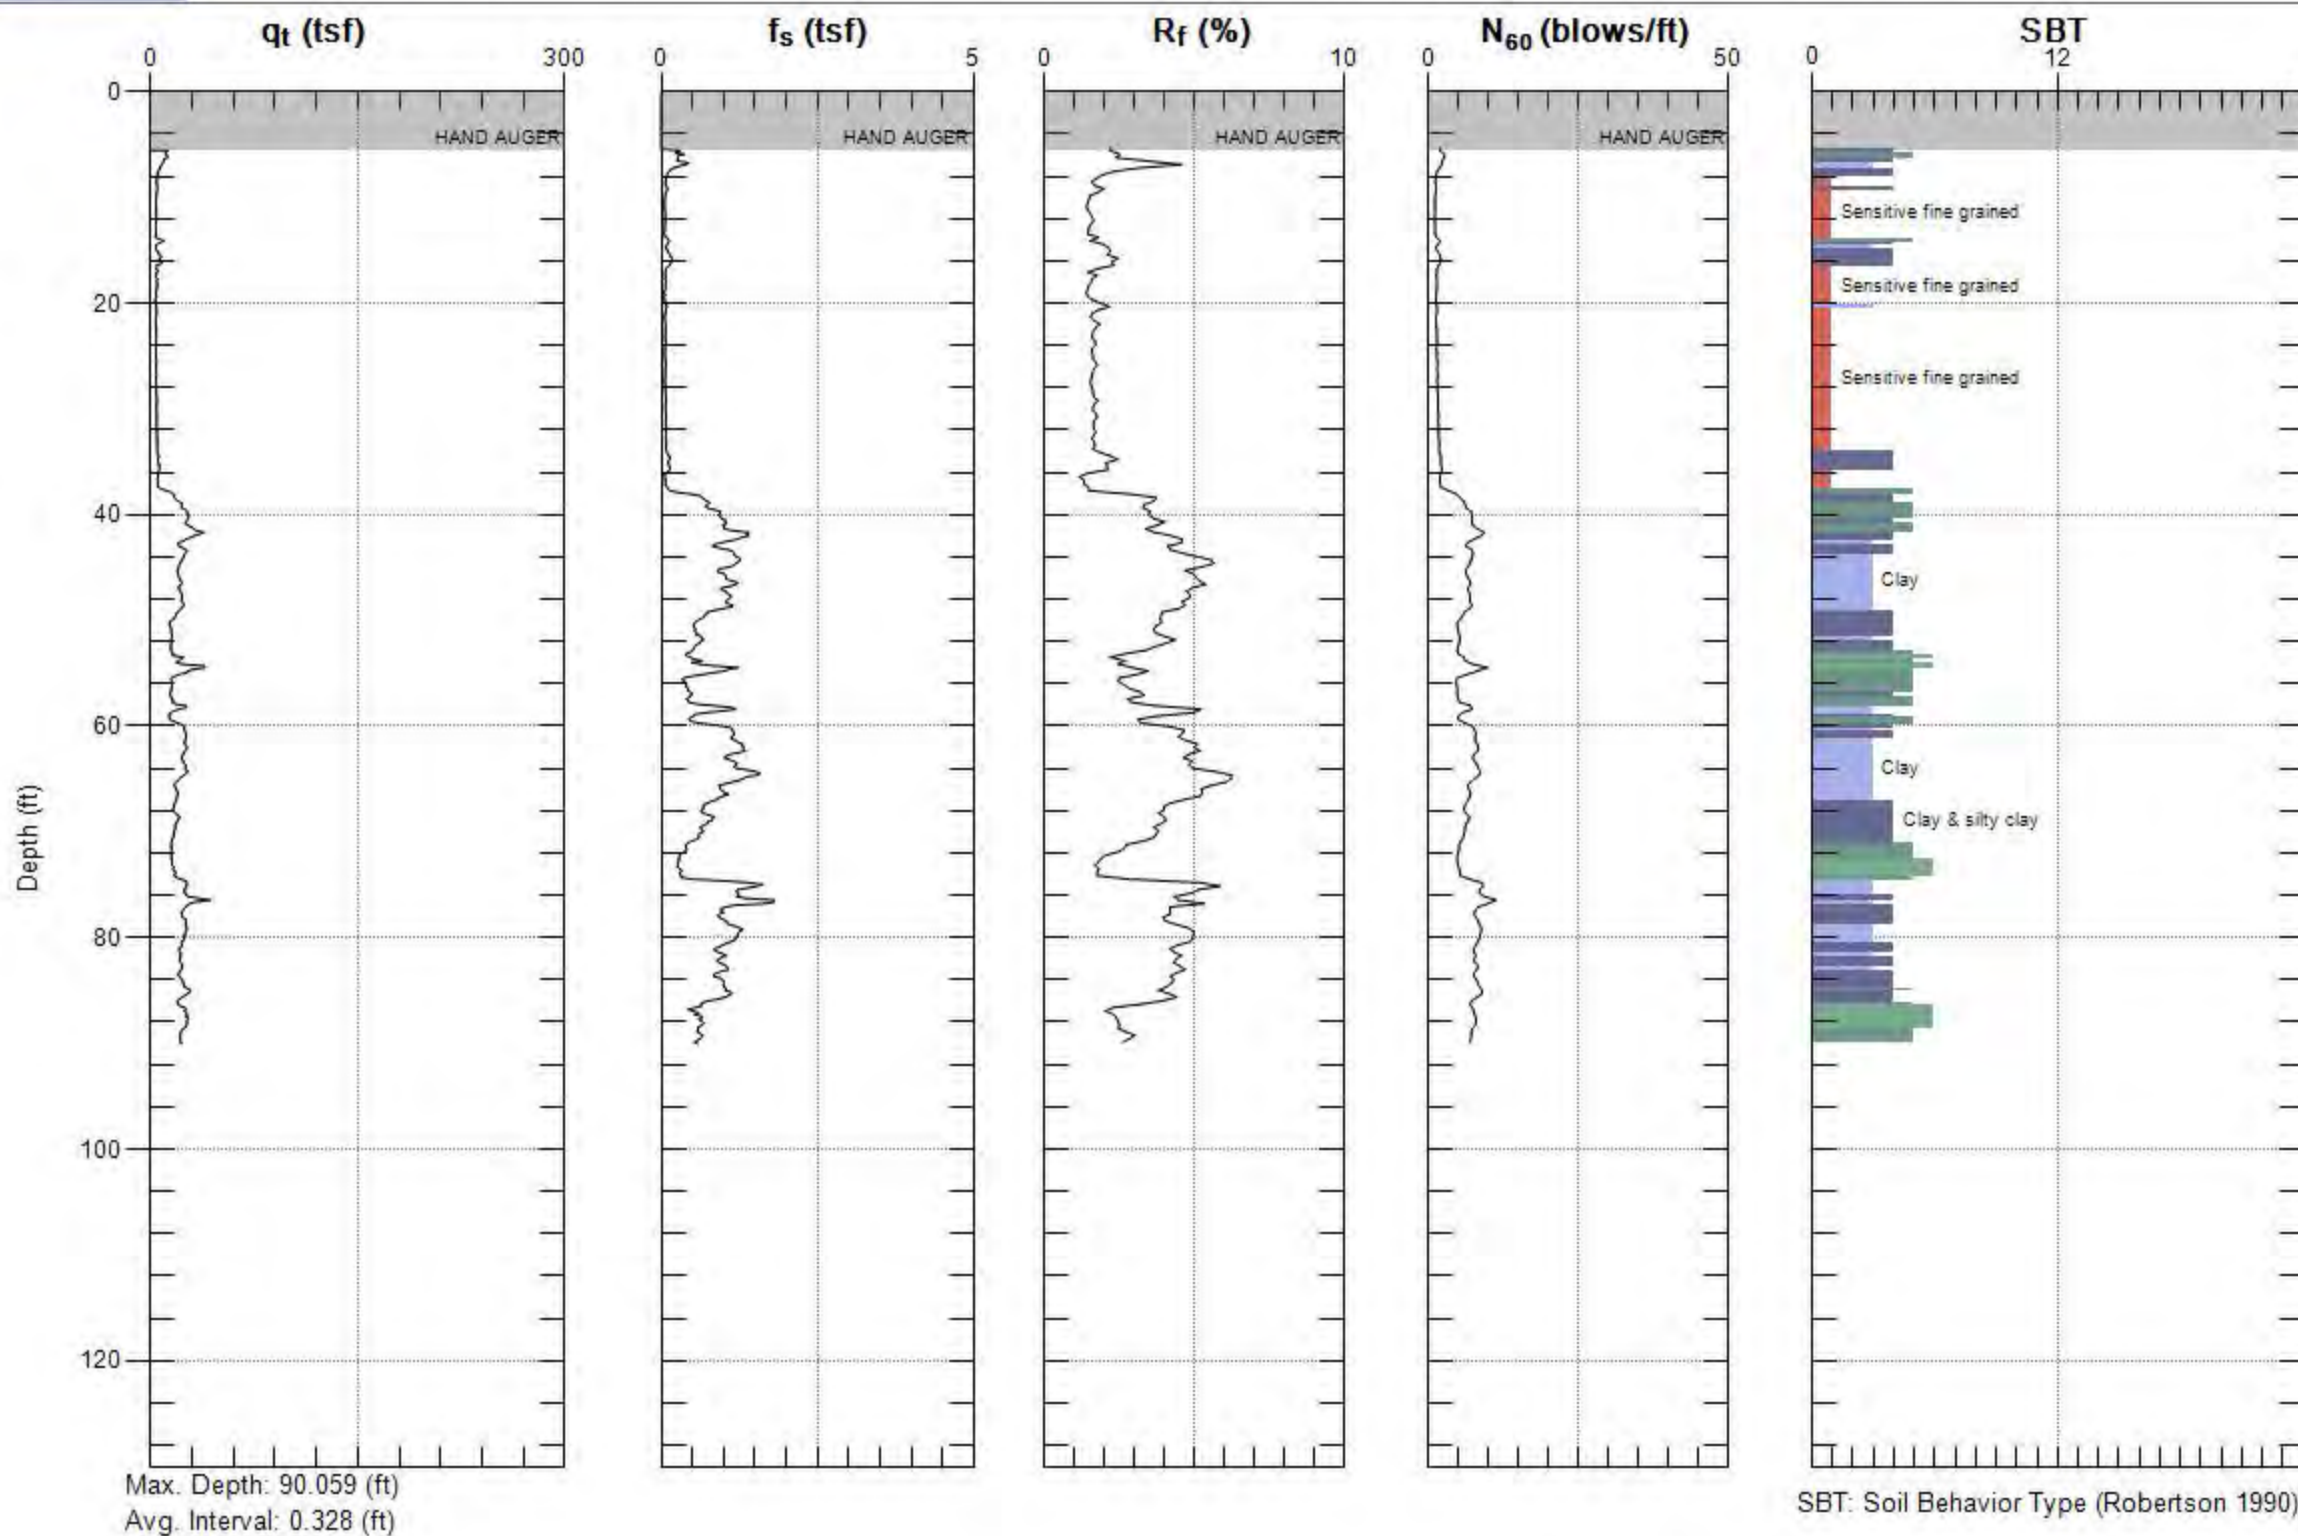 qt (tsf) fs (tsf) Rf (%) N60 (blows/ft) SBT
0 300 0 5 0 10 0 50 0 12
0
HAND AUGER HAND AUGER HAND AUGER HAND AUGER
Sensitive fine grained
Sensitive fine grained
20
Sensitive fine grained
40
Clay
60
Clay
Clay & silty clay
Depth (ft)
80
100
120
Max. Depth: 90.059 (ft)
Avg. Interval: 0.328 (ft)
SBT: Soil Behavior Type (Robertson 1990)